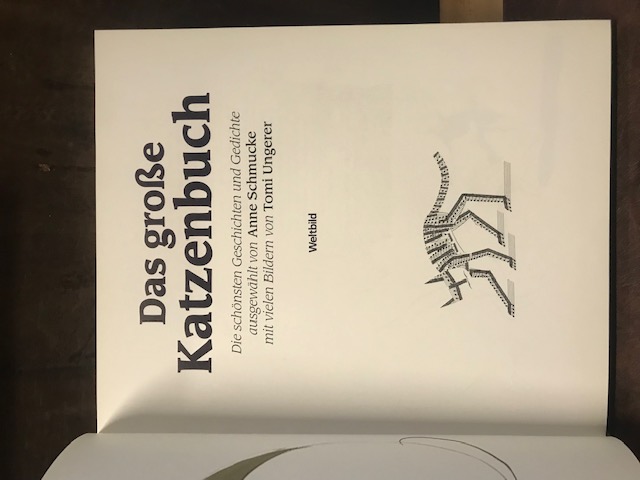 Das große
Katzenbuch
Die schönsten Geschichten und Gedichte
ausgewählt von Anne Schmucke
mit vielen Bildern von Tomi Ungerer
Weltbild